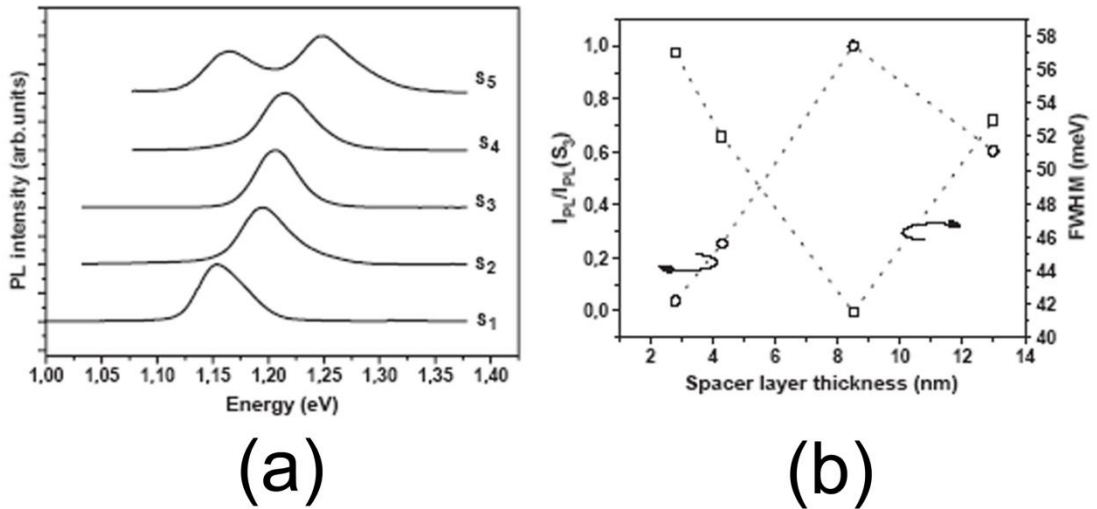 PL intensity (arb.units)
S5
S4
S3
S2
S1
1,00 1,05 1,10 1,15 1,20 1,25 1,30 1,35 1,40
Energy (eV)
(a)
I_PL/I_PL(S_3)
1,0
0,8
0,6
0,4
0,2
0,0
58
56
54
52
50
48
46
44
42
40
FWHM (meV)
2 4 6 8 10 12 14
Spacer layer thickness (nm)
(b)